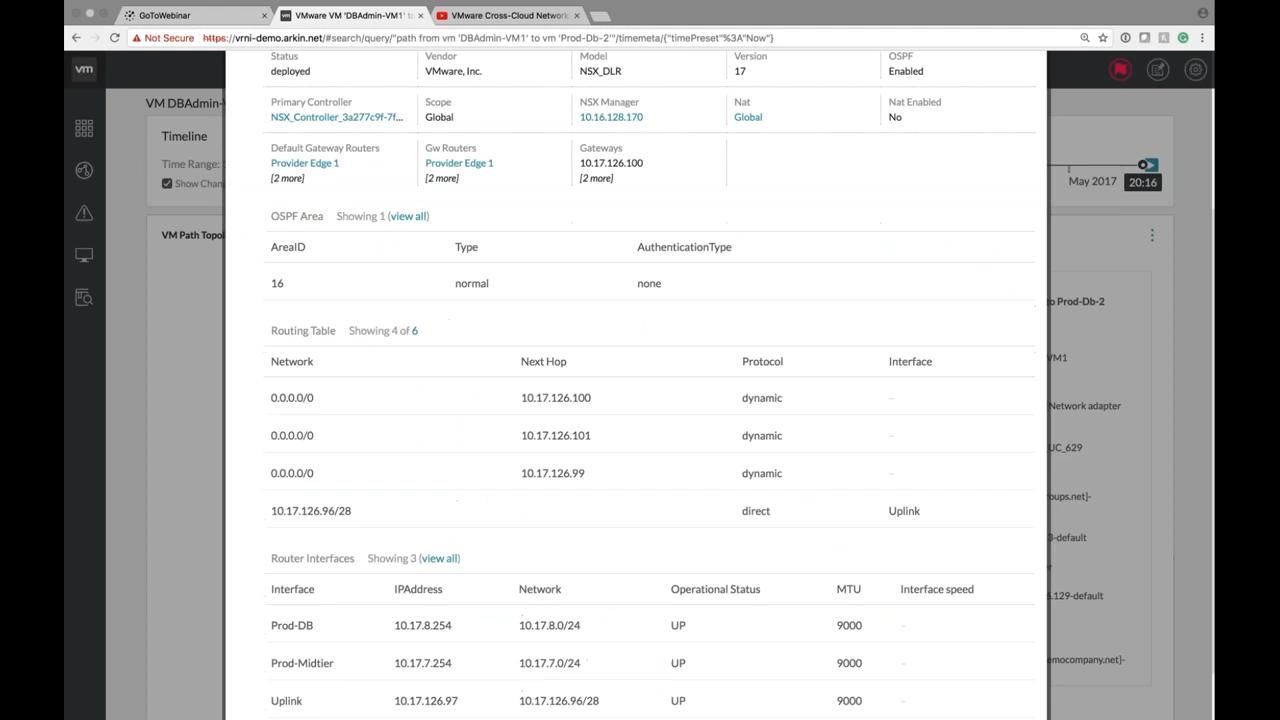 GoToWebinar
VMware VM 'DBAdmin-VM1' to
VMware Cross-Cloud Network
Not Secure
https://vrni-demo.arkin.net/#search/query/"path from vm 'DBAdmin-VM1' to vm 'Prod-Db-2'"/timemeta/{"timePreset"%3A"Now"}
vm
VM DBAdmin-V
Timeline
Time Range:
Show Chan
May 2017
20:16
VM Path Topol
Status Vendor Model Version OSPF
deployed VMware, Inc. NSX_DLR 17 Enabled
Primary Controller Scope NSX Manager Nat Nat Enabled
NSX_Controller_3a277c9f-7f... Global 10.16.128.170 Global No
Default Gateway Routers Gw Routers Gateways
Provider Edge 1 Provider Edge 1 10.17.126.100
[2 more] [2 more] [2 more]
OSPF Area Showing 1 (view all)
AreaID Type AuthenticationType
16 normal none
Routing Table Showing 4 of 6
Network Next Hop Protocol Interface
0.0.0.0/0 10.17.126.100 dynamic -
0.0.0.0/0 10.17.126.101 dynamic -
0.0.0.0/0 10.17.126.99 dynamic -
10.17.126.96/28 direct Uplink
Router Interfaces Showing 3 (view all)
Interface IPAddress Network Operational Status MTU Interface speed
Prod-DB 10.17.8.254 10.17.8.0/24 UP 9000 -
Prod-Midtier 10.17.7.254 10.17.7.0/24 UP 9000 -
Uplink 10.17.126.97 10.17.126.96/28 UP 9000 -
o Prod-Db-2
VM1
Network adapter
UC_629
oups.net]-
3-default
er
6.129-default
emocompany.net]-